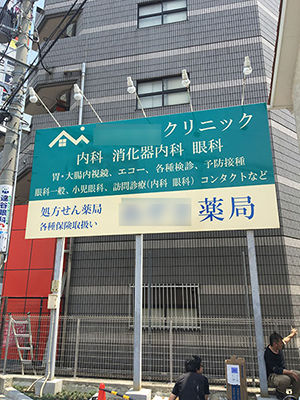 クリニック
内科 消化器内科 眼科
胃・大腸内視鏡、エコー、各種検診、予防接種
眼科一般、小児眼科、訪問診療(内科 眼科) コンタクトなど
処方せん薬局
各種保険取扱い
薬局